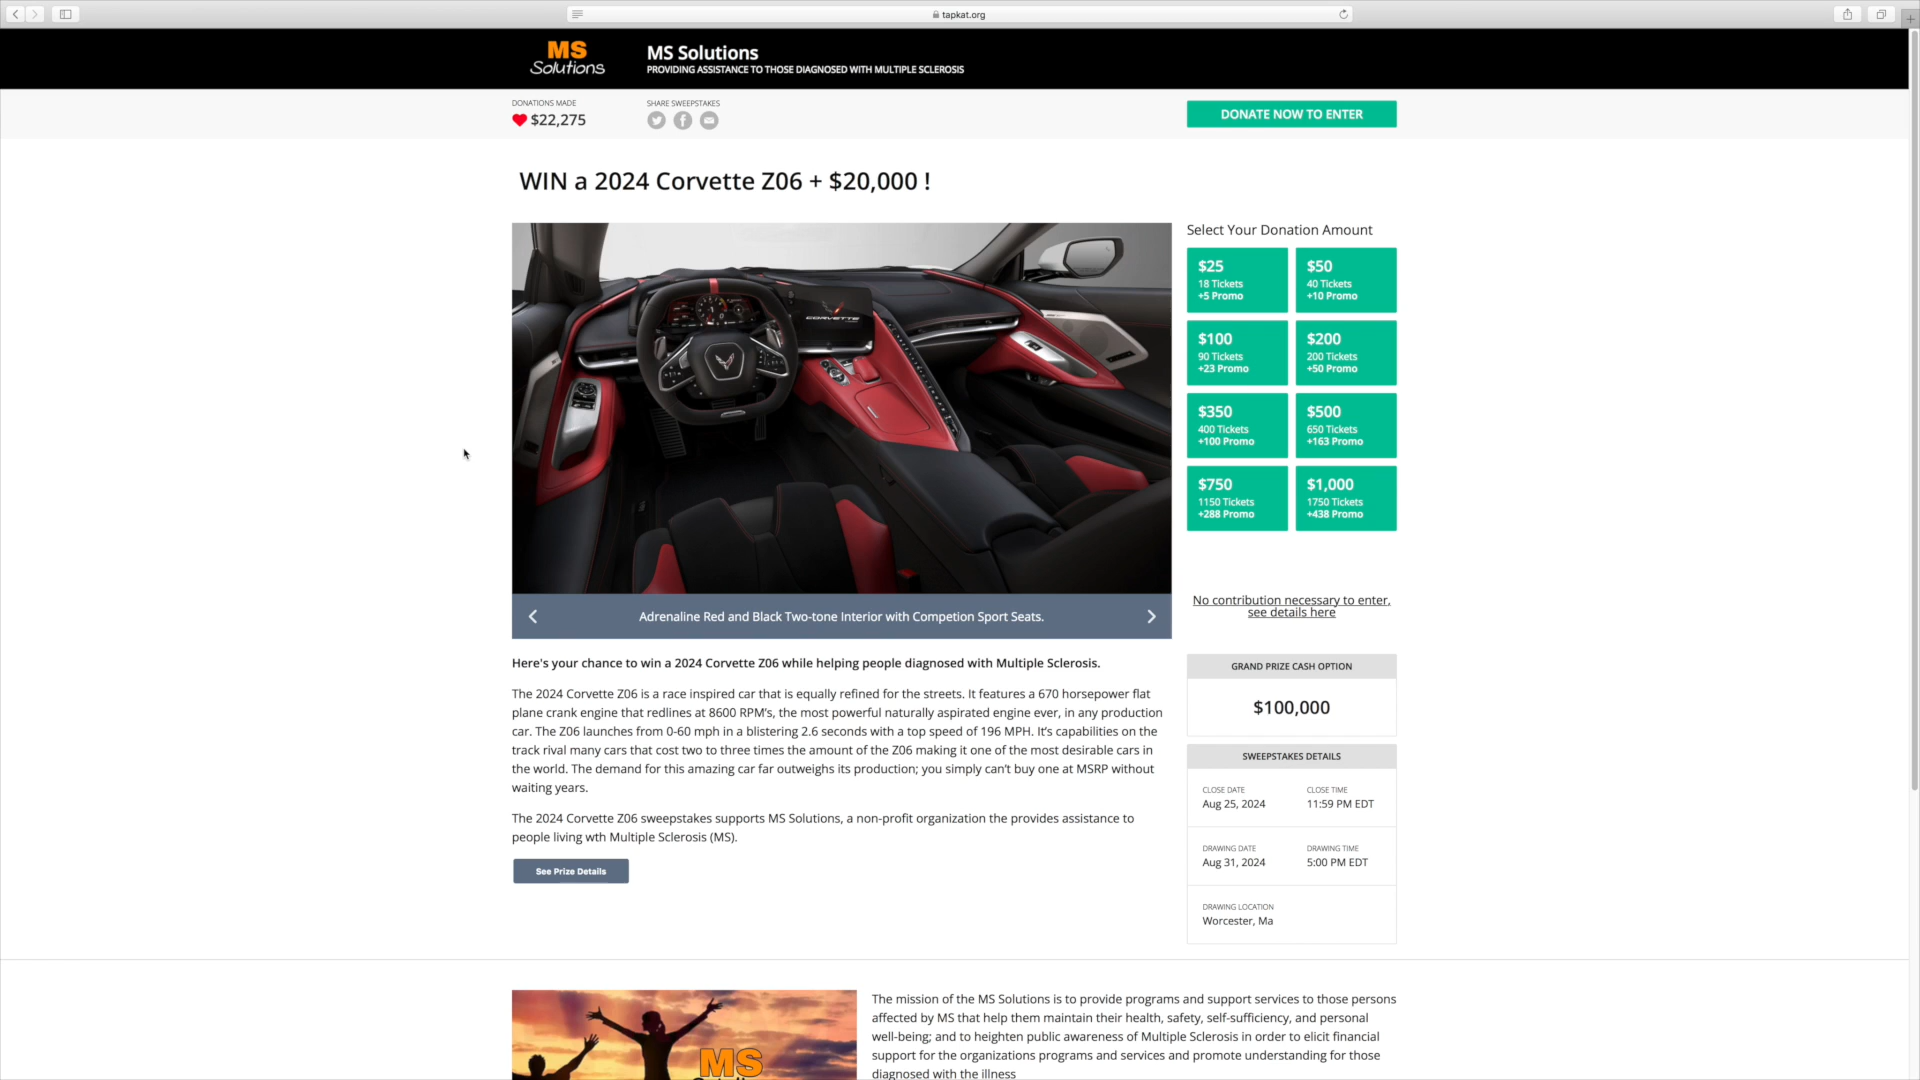 tapkat.org
MS
Solutions
MS Solutions
PROVIDING ASSISTANCE TO THOSE DIAGNOSED WITH MULTIPLE SCLEROSIS
DONATIONS MADE
$22,275
SHARE SWEEPSTAKES
DONATE NOW TO ENTER
WIN a 2024 Corvette Z06 + $20,000 !
CORVETTE
Adrenaline Red and Black Two-tone Interior with Competion Sport Seats.
Select Your Donation Amount
$25
18 Tickets
+5 Promo
$50
40 Tickets
+10 Promo
$100
90 Tickets
+23 Promo
$200
200 Tickets
+50 Promo
$350
400 Tickets
+100 Promo
$500
650 Tickets
+163 Promo
$750
1150 Tickets
+288 Promo
$1,000
1750 Tickets
+438 Promo
No contribution necessary to enter,
see details here
Here's your chance to win a 2024 Corvette Z06 while helping people diagnosed with Multiple Sclerosis.
The 2024 Corvette Z06 is a race inspired car that is equally refined for the streets. It features a 670 horsepower flat
plane crank engine that redlines at 8600 RPM's, the most powerful naturally aspirated engine ever, in any production
car. The Z06 launches from 0-60 mph in a blistering 2.6 seconds with a top speed of 196 MPH. It's capabilities on the
track rival many cars that cost two to three times the amount of the Z06 making it one of the most desirable cars in
the world. The demand for this amazing car far outweighs its production; you simply can't buy one at MSRP without
waiting years.
The 2024 Corvette Z06 sweepstakes supports MS Solutions, a non-profit organization the provides assistance to
people living wth Multiple Sclerosis (MS).
See Prize Details
GRAND PRIZE CASH OPTION
$100,000
SWEEPSTAKES DETAILS
CLOSE DATE
Aug 25, 2024
CLOSE TIME
11:59 PM EDT
DRAWING DATE
Aug 31, 2024
DRAWING TIME
5:00 PM EDT
DRAWING LOCATION
Worcester, Ma
MS
The mission of the MS Solutions is to provide programs and support services to those persons
affected by MS that help them maintain their health, safety, self-sufficiency, and personal
well-being; and to heighten public awareness of Multiple Sclerosis in order to elicit financial
support for the organizations programs and services and promote understanding for those
diagnosed with the illness